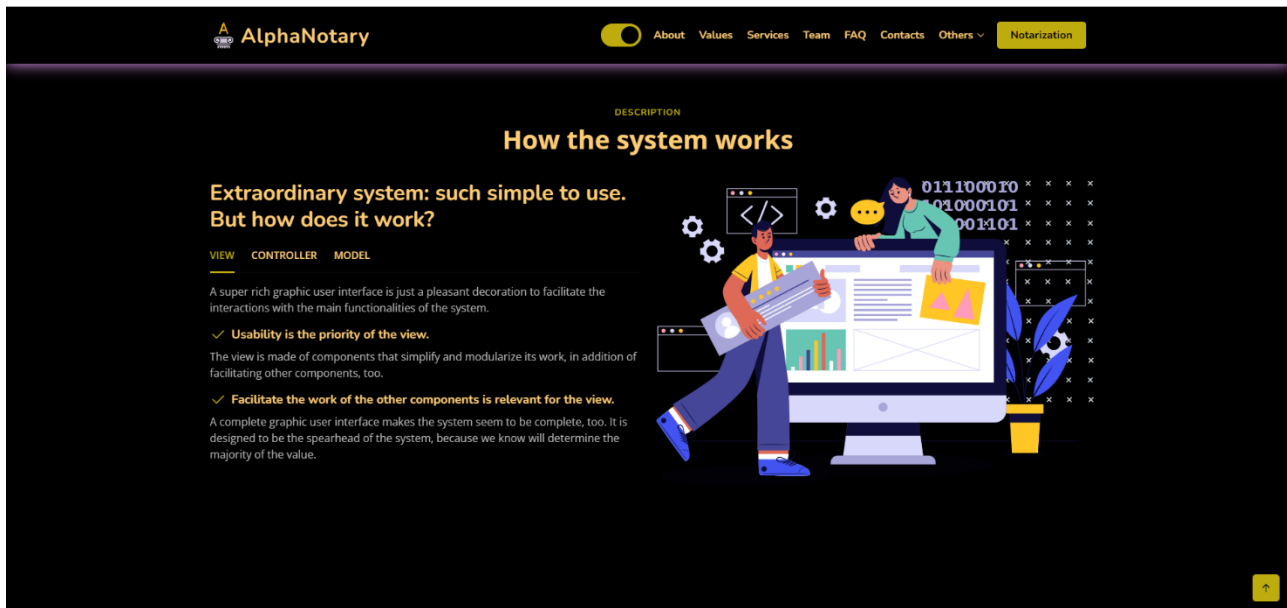 A AlphaNotary
About Values Services Team FAQ Contacts Others Notarization
DESCRIPTION
How the system works
Extraordinary system: such simple to use.
But how does it work?
VIEW CONTROLLER MODEL
A super rich graphic user interface is just a pleasant decoration to facilitate the
interactions with the main functionalities of the system.
Usability is the priority of the view.
The view is made of components that simplify and modularize its work, in addition of
facilitating other components, too.
Facilitate the work of the other components is relevant for the view.
A complete graphic user interface makes the system seem to be complete, too. It is
designed to be the spearhead of the system, because we know will determine the
majority of the value.
</>
011100010
10100101
001101